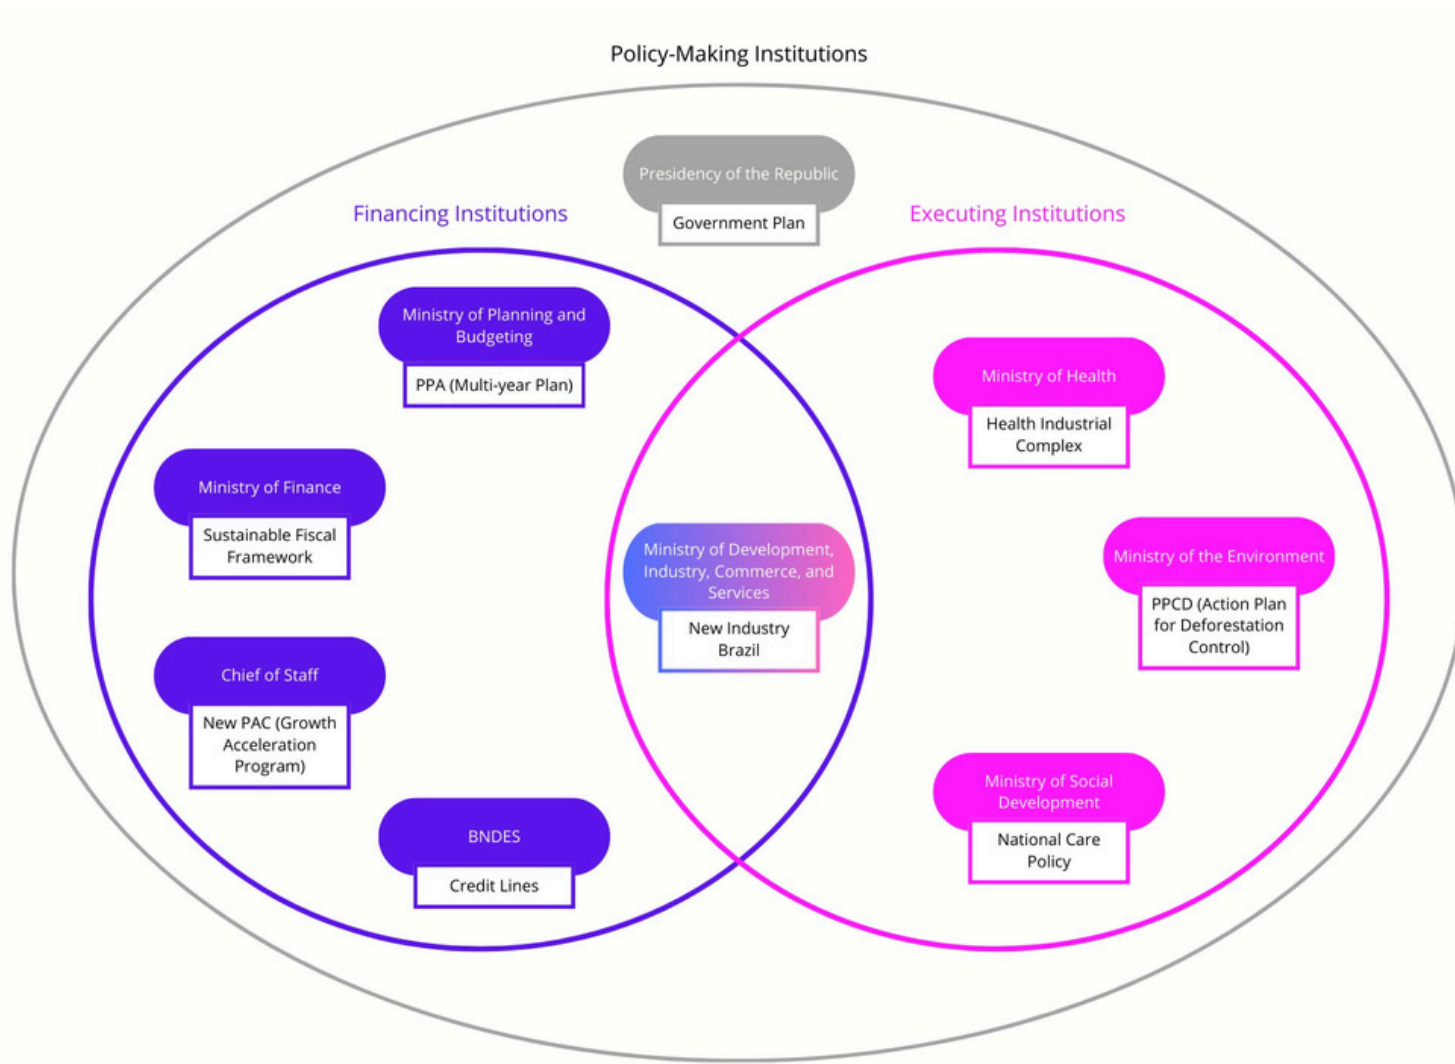 Policy-Making Institutions
Presidency of the Republic
Government Plan
Financing Institutions
Executing Institutions
Ministry of Planning and
Budgeting
PPA (Multi-year Plan)
Ministry of Finance
Sustainable Fiscal
Framework
Chief of Staff
New PAC (Growth
Acceleration
Program)
BNDES
Credit Lines
Ministry of Development,
Industry, Commerce, and
Services
New Industry
Brazil
Ministry of Health
Health Industrial
Complex
Ministry of the Environment
PPCD (Action Plan
for Deforestation
Control)
Ministry of Social
Development
National Care
Policy